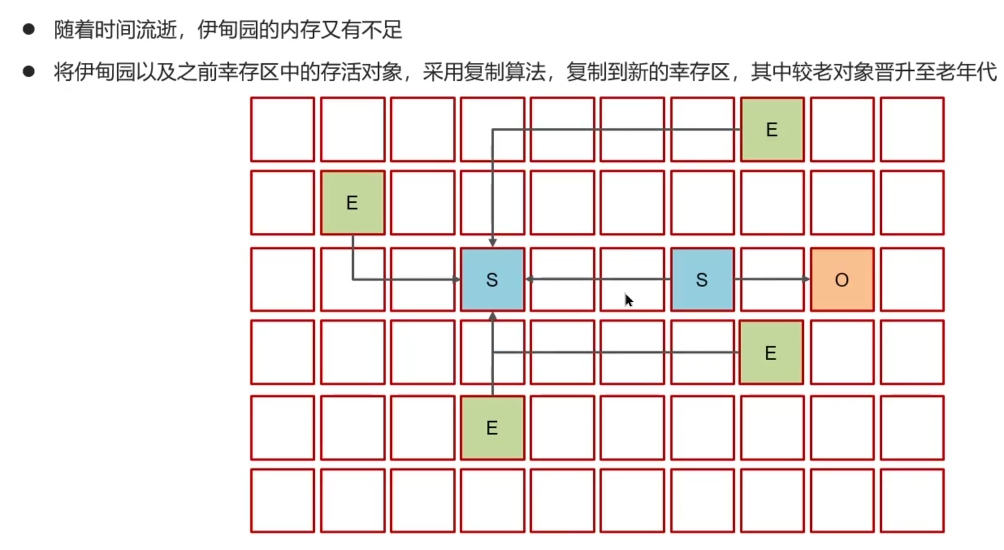 随着时间流逝，伊甸园的内存又有不足
将伊甸园以及之前幸存区中的存活对象，采用复制算法，复制到新的幸存区，其中较老对象晋升至老年代
E
E
S S O
E
E